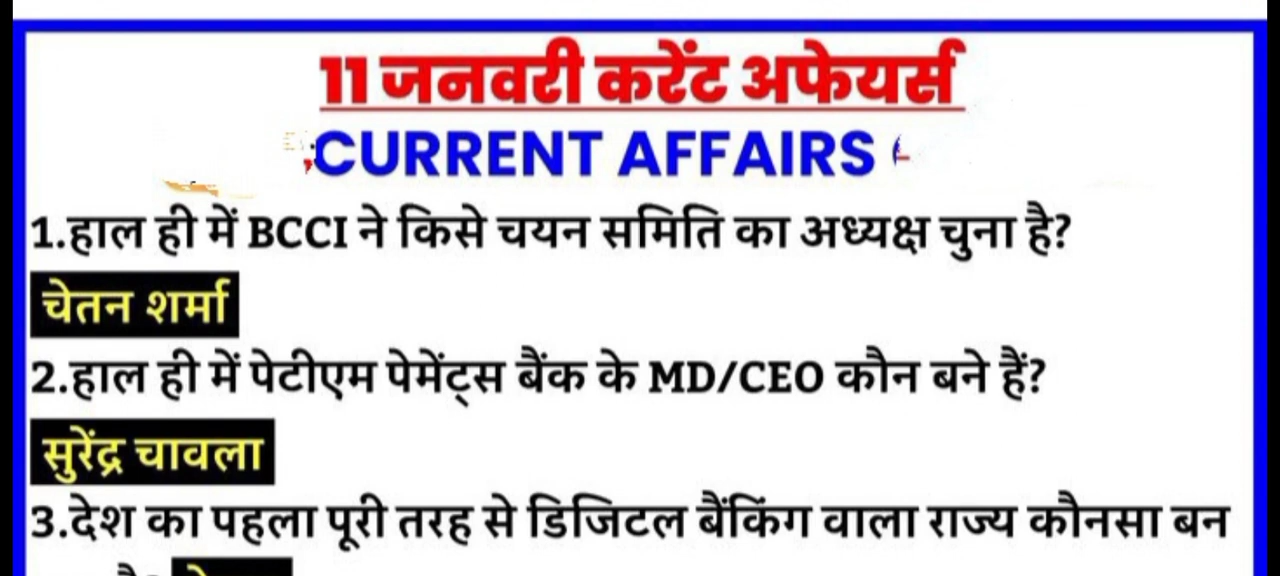 11 जनवरी करेंट अफेयर्स
CURRENT AFFAIRS
1.हाल ही में BCCI ने किसे चयन समिति का अध्यक्ष चुना है?
चेतन शर्मा
2.हाल ही में पेटीएम पेमेंट्स बैंक के MD/CEO कौन बने हैं?
सुरेंद्र चावला
3.देश का पहला पूरी तरह से डिजिटल बैंकिंग वाला राज्य कौनसा बन